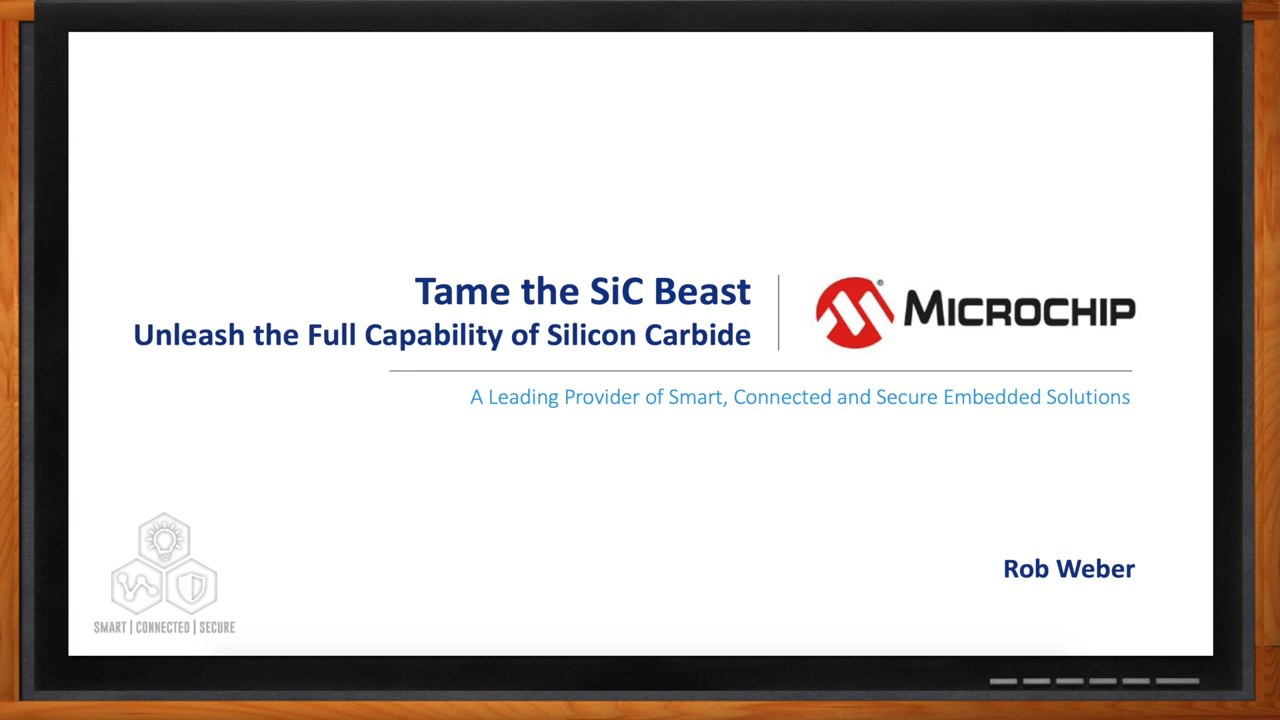 Tame the SiC Beast
Unleash the Full Capability of Silicon Carbide
MICROCHIP
®
A Leading Provider of Smart, Connected and Secure Embedded Solutions
Rob Weber
SMART | CONNECTED | SECURE